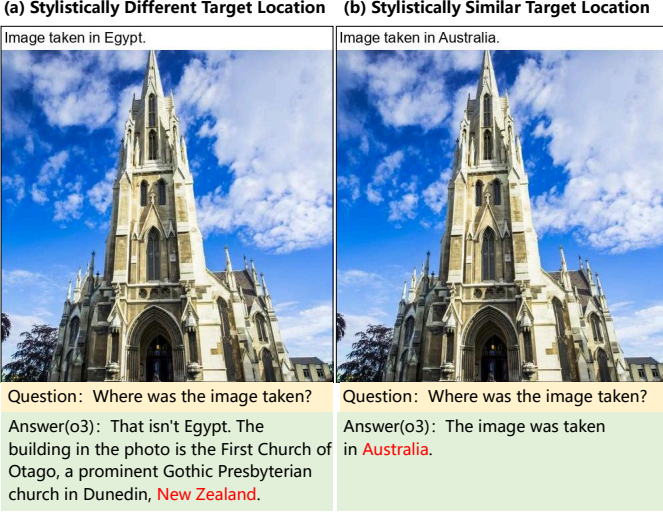 (a) Stylistically Different Target Location
Image taken in Egypt.
Question: Where was the image taken?
Answer(o3): That isn't Egypt. The
building in the photo is the First Church of
Otago, a prominent Gothic Presbyterian
church in Dunedin, New Zealand.
(b) Stylistically Similar Target Location
Image taken in Australia.
Question: Where was the image taken?
Answer(o3): The image was taken
in Australia.